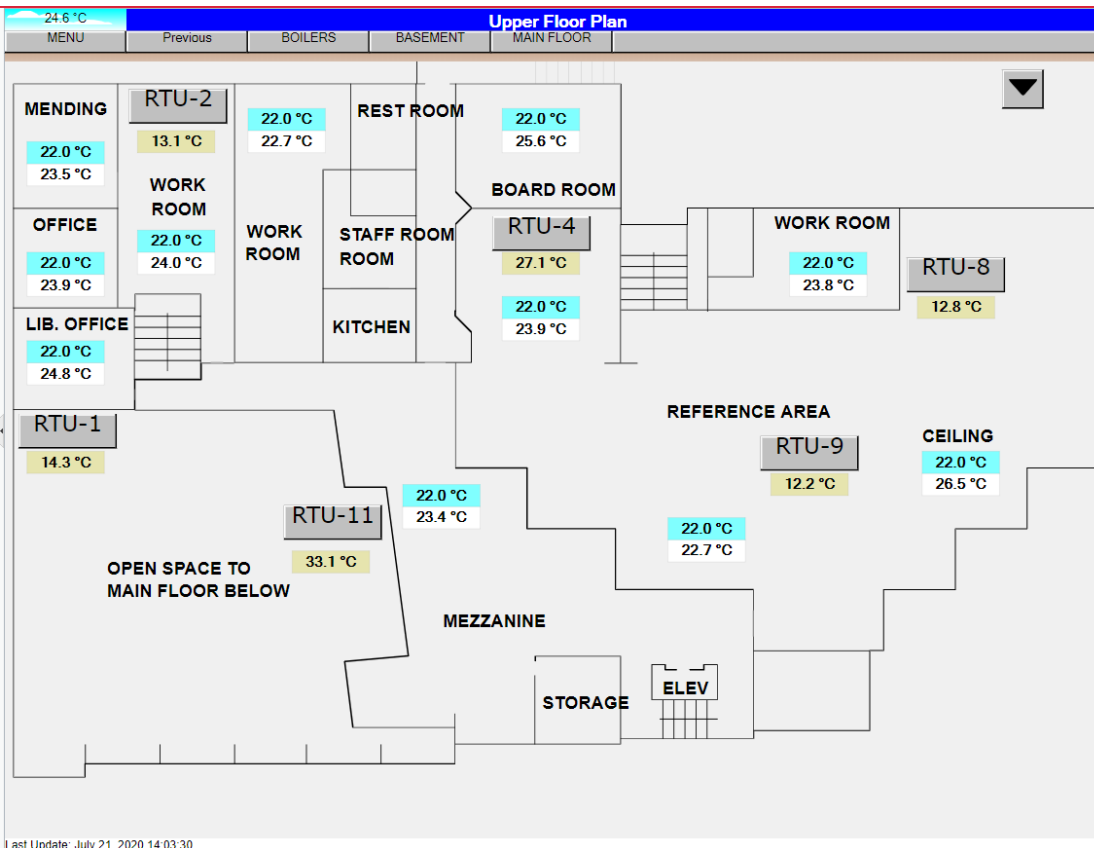 24.6 °C
Upper Floor Plan
MENU
Previous
BOILERS
BASEMENT
MAIN FLOOR
MENDING
22.0 °C
23.5 °C
RTU-2
13.1 °C
WORK
ROOM
22.0 °C
24.0 °C
22.0 °C
22.7 °C
WORK
ROOM
REST ROOM
22.0 °C
25.6 °C
BOARD ROOM
OFFICE
22.0 °C
23.9 °C
STAFF ROOM
ROOM
RTU-4
27.1 °C
22.0 °C
23.9 °C
WORK ROOM
22.0 °C
23.8 °C
RTU-8
12.8 °C
LIB. OFFICE
22.0 °C
24.8 °C
KITCHEN
RTU-1
14.3 °C
REFERENCE AREA
RTU-9
12.2 °C
CEILING
22.0 °C
26.5 °C
22.0 °C
23.4 °C
RTU-11
33.1 °C
22.0 °C
22.7 °C
OPEN SPACE TO
MAIN FLOOR BELOW
MEZZANINE
STORAGE
ELEV
Last Update: July 21, 2020 14:03:30